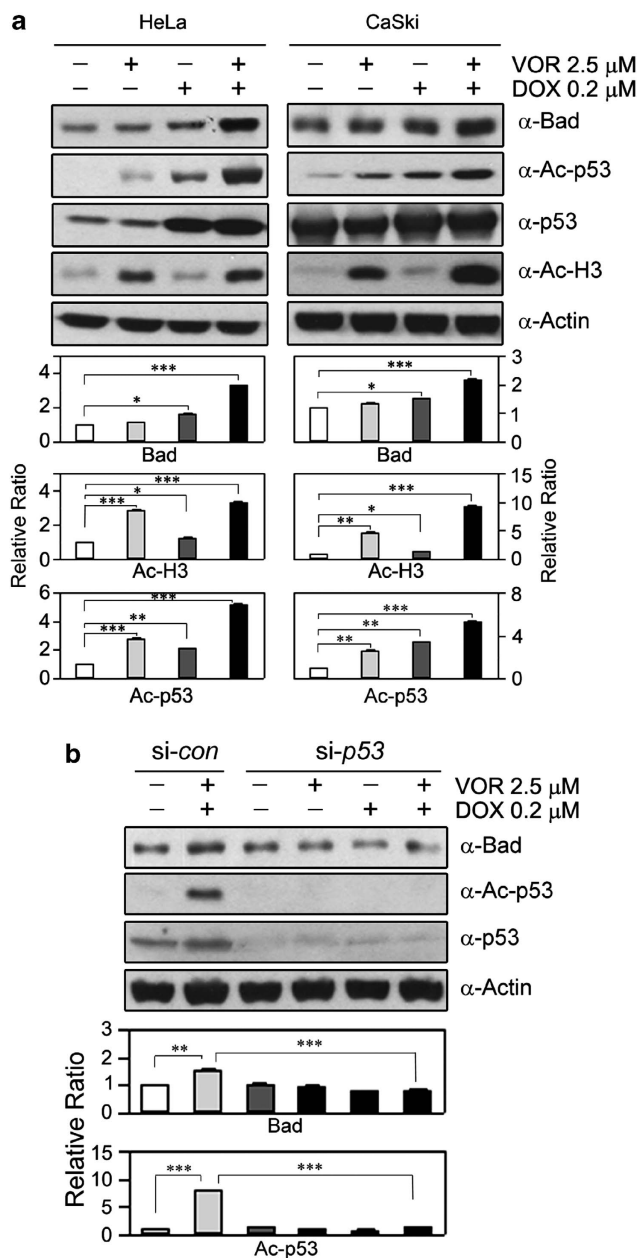 a
HeLa CaSki
– + – + – + – + VOR 2.5 μM
– – + + – – + + DOX 0.2 μM
α-Bad
α-Ac-p53
α-p53
α-Ac-H3
α-Actin
Relative Ratio
4
2
0
***
*
Bad
3
2
1
0
***
*
Bad
4
2
0
***
*
***
Ac-H3
15
10
5
0
***
*
**
Ac-H3
6
4
2
0
***
**
***
Ac-p53
8
4
0
***
**
**
Ac-p53
Relative Ratio
b
si-con si-p53
– + – + – + VOR 2.5 μM
– + – – + + DOX 0.2 μM
α-Bad
α-Ac-p53
α-p53
α-Actin
Relative Ratio
3
2
1
0
** ***
Bad
15
10
5
0
*** ***
Ac-p53